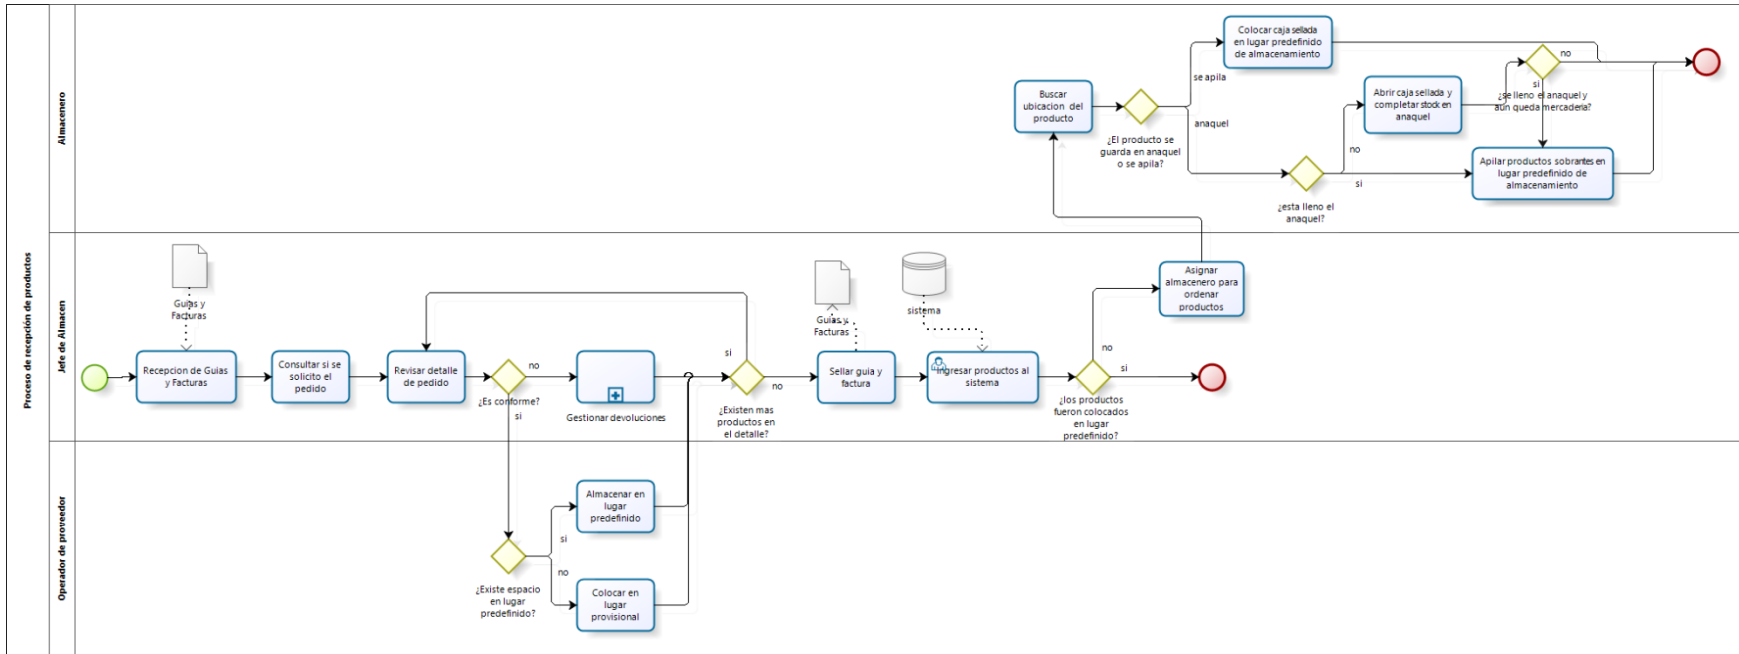 Proceso de recepción de productos
Almacenero
Buscar
ubicacion del
producto
¿El producto se
guarda en anaquel
o se apila?
se apila
anaquel
Colocar caja sellada
en lugar predefinido
de almacenamiento
¿esta lleno el
anaquel?
no
si
Abrir caja sellada y
completar stock en
anaquel
no
si
¿se lleno el anaquel y
aún queda mercaderia?
Apilar productos sobrantes en
lugar predefinido de
almacenamiento
Jefe de Almacen
Guias y
Facturas
Recepcion de Guias
y Facturas
Consultar si se
solicito el
pedido
Revisar detalle
de pedido
¿Es conforme?
no
si
Gestionar devoluciones
si
no
¿Existen mas
productos en
el detalle?
Guias y
Facturas
Sellar guia y
factura
sistema
Ingresar productos al
sistema
no
si
¿los productos
fueron colocados
en lugar
predefinido?
Asignar
almacenero para
ordenar
productos
Operador de proveedor
¿Existe espacio
en lugar
predefinido?
si
no
Almacenar en
lugar
predefinido
Colocar en
lugar
provisional